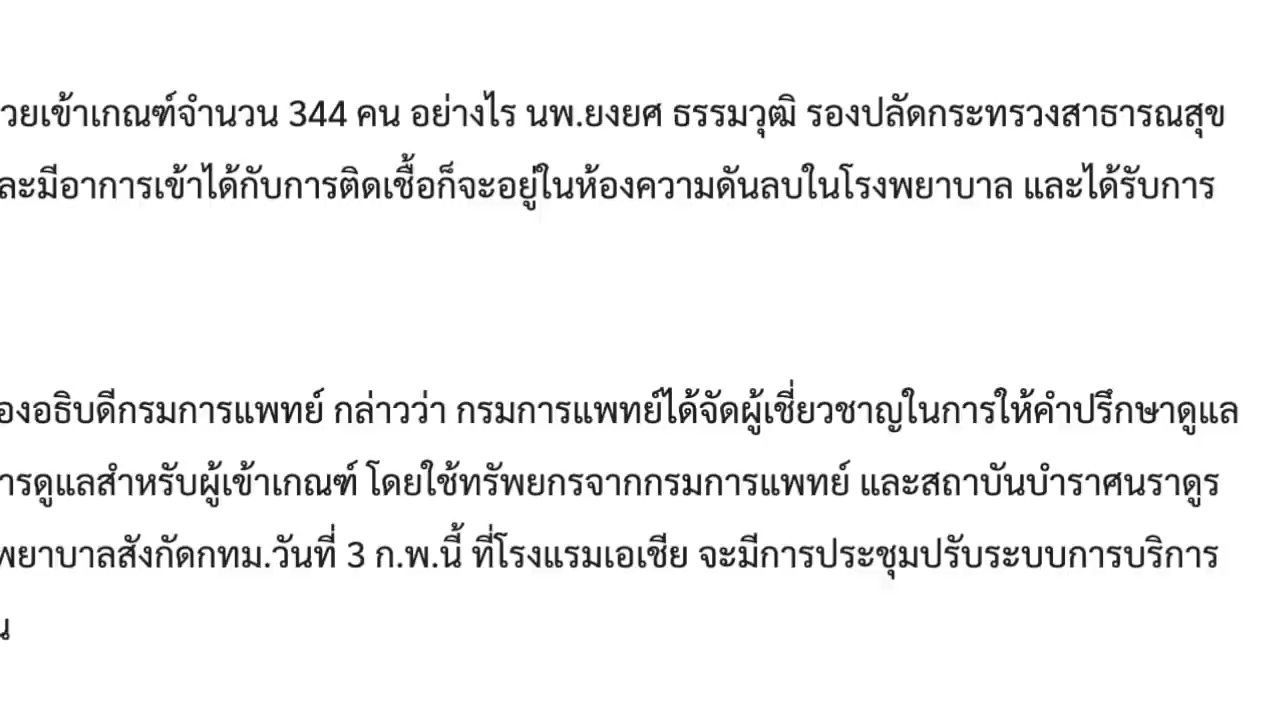 วยเข้าเกณฑ์จำนวน 344 คน อย่างไร นพ.ยงยศ ธรรมวุฒิ รองปลัดกระทรวงสาธารณสุข
ละมีอาการเข้าได้กับการติดเชื้อก็จะอยู่ในห้องความดันลบในโรงพยาบาล และได้รับการ
องอธิบดีกรมการแพทย์ กล่าวว่า กรมการแพทย์ได้จัดผู้เชี่ยวชาญในการให้คำปรึกษาดูแล
ารดูแลสำหรับผู้เข้าเกณฑ์ โดยใช้ทรัพยกรจากกรมการแพทย์ และสถาบันบำราศนราดูร
พยาบาลสังกัดกทม.วันที่ 3 ก.พ.นี้ ที่โรงแรมเอเชีย จะมีการประชุมปรับระบบการบริการ
น